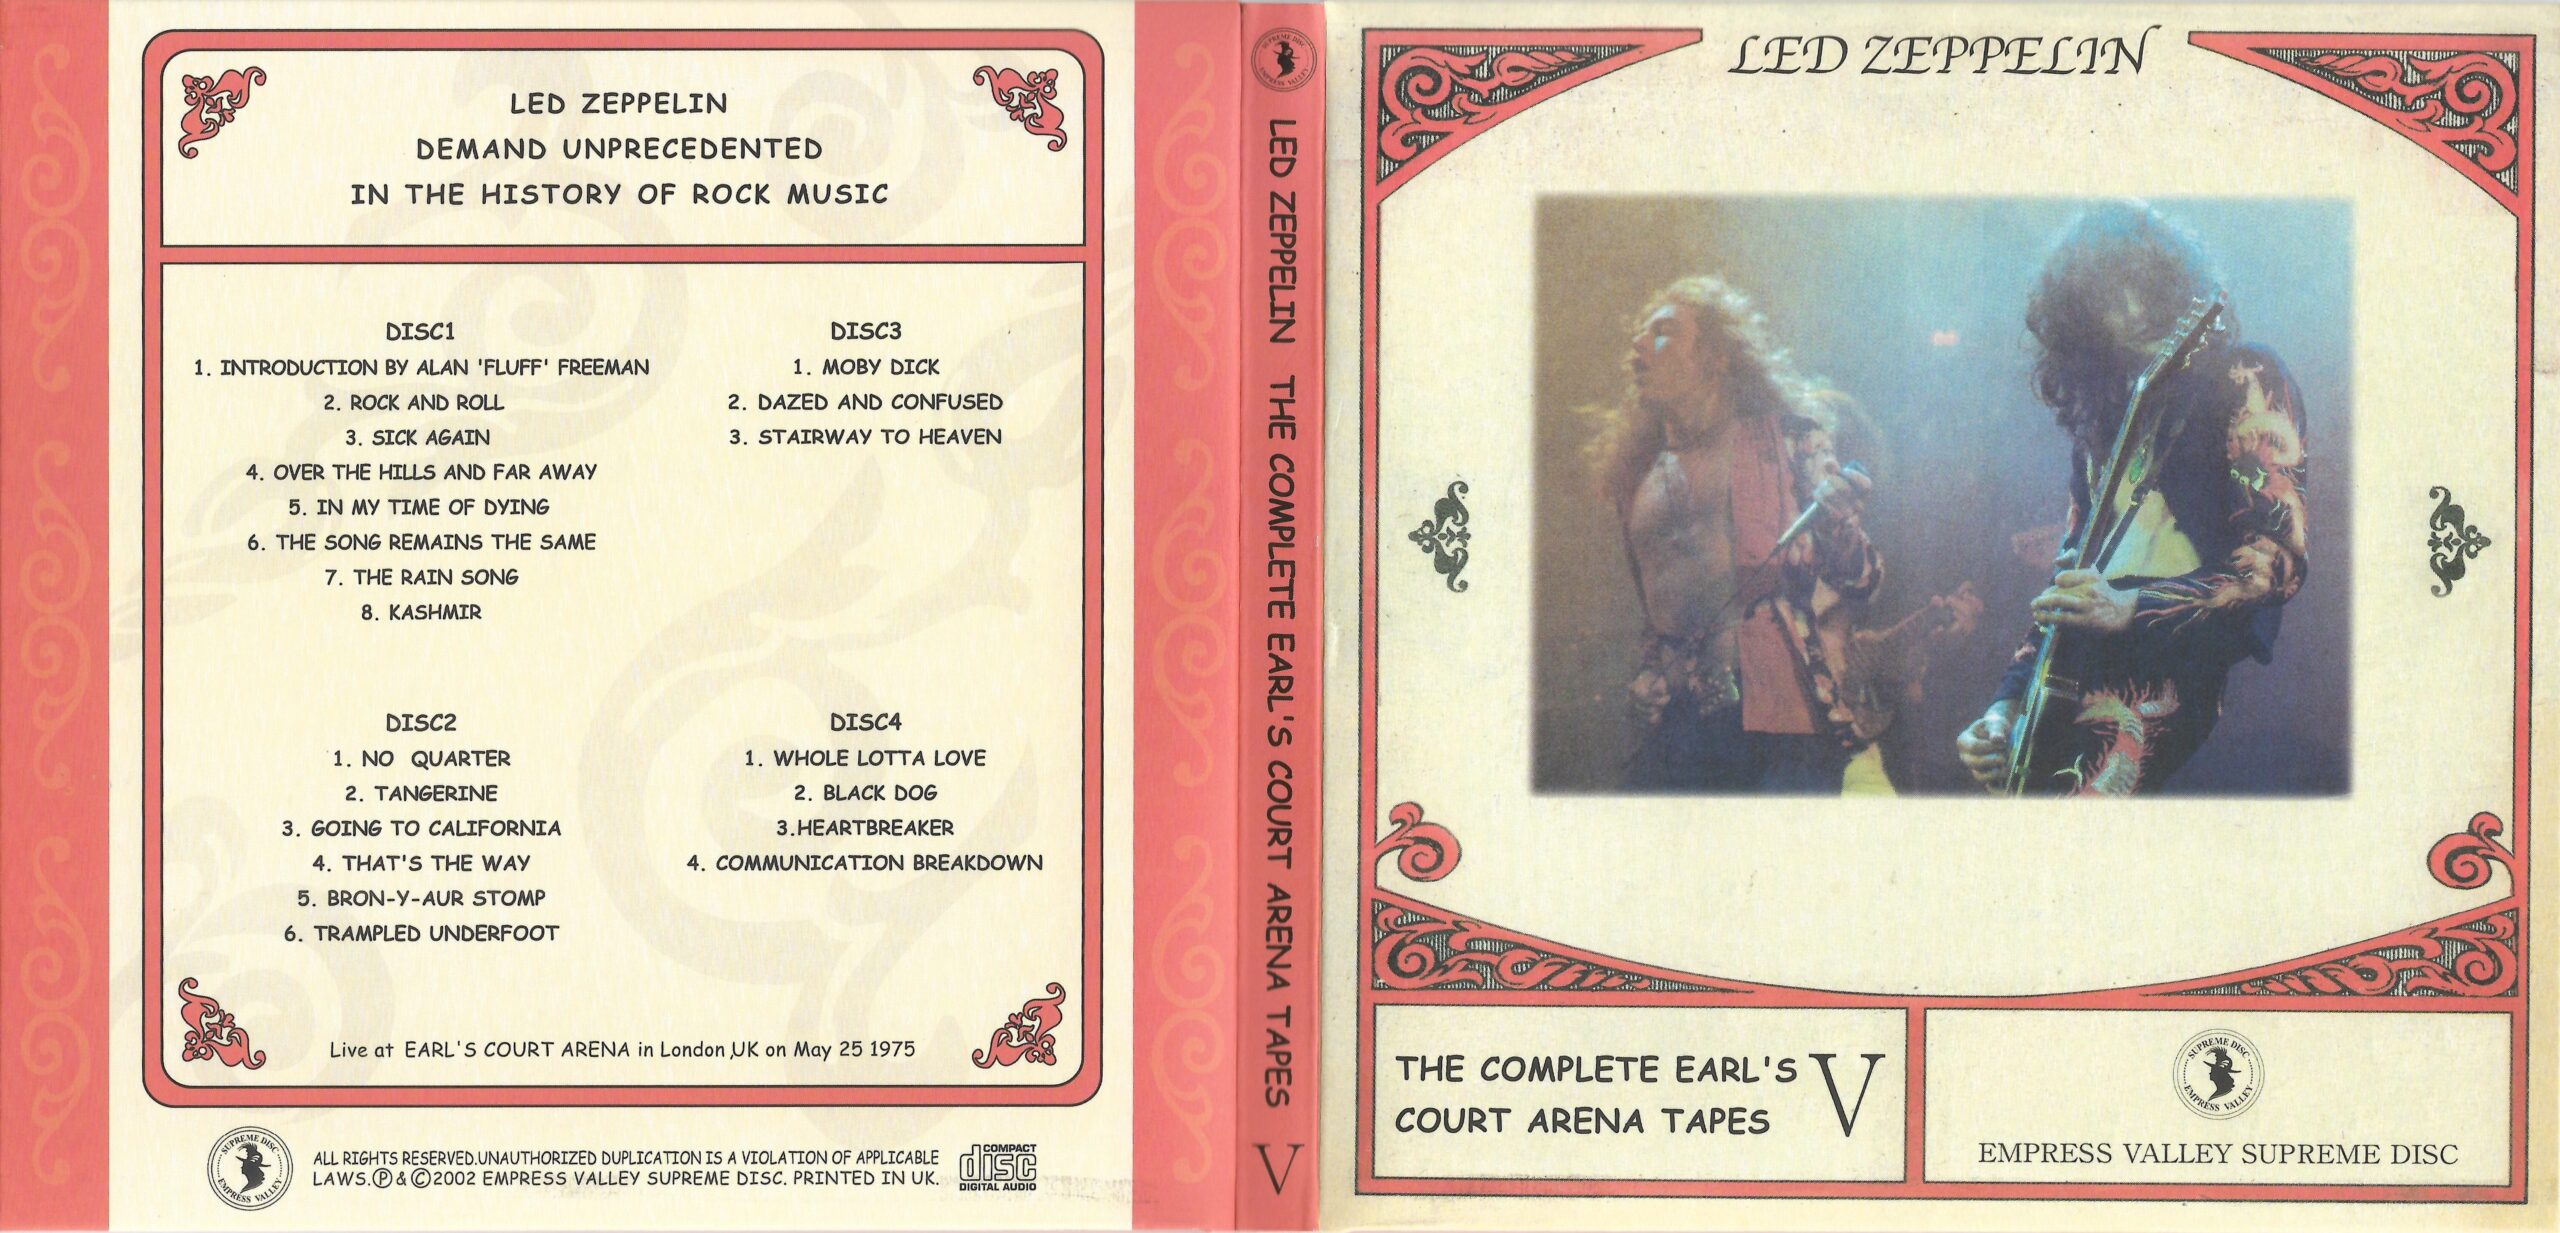 LED ZEPPELIN
DEMAND UNPRECEDENTED
IN THE HISTORY OF ROCK MUSIC
DISC1
1. INTRODUCTION BY ALAN 'FLUFF' FREEMAN
2. ROCK AND ROLL
3. SICK AGAIN
4. OVER THE HILLS AND FAR AWAY
5. IN MY TIME OF DYING
6. THE SONG REMAINS THE SAME
7. THE RAIN SONG
8. KASHMIR
DISC2
1. NO  QUARTER
2. TANGERINE
3. GOING TO CALIFORNIA
4. THAT'S THE WAY
5. BRON-Y-AUR STOMP
6. TRAMPLED UNDERFOOT
DISC3
1. MOBY DICK
2. DAZED AND CONFUSED
3. STAIRWAY TO HEAVEN
DISC4
1. WHOLE LOTTA LOVE
2. BLACK DOG
3.HEARTBREAKER
4. COMMUNICATION BREAKDOWN
Live at EARL'S COURT ARENA in London,UK on May 25 1975
SUPREME DISC
EMPRESS VALLEY
ALL RIGHTS RESERVED.UNAUTHORIZED DUPLICATION IS A VIOLATION OF APPLICABLE
LAWS.Ⓟ&©2002 EMPRESS VALLEY SUPREME DISC. PRINTED IN UK.
COMPACT
disc
DIGITAL AUDIO
SUPREME DISC
EMPRESS VALLEY
LED ZEPPELIN THE COMPLETE EARL'S COURT ARENA TAPES V
LED ZEPPELIN
THE COMPLETE EARL'S
COURT ARENA TAPES
V
SUPREME DISC
EMPRESS VALLEY
EMPRESS VALLEY SUPREME DISC